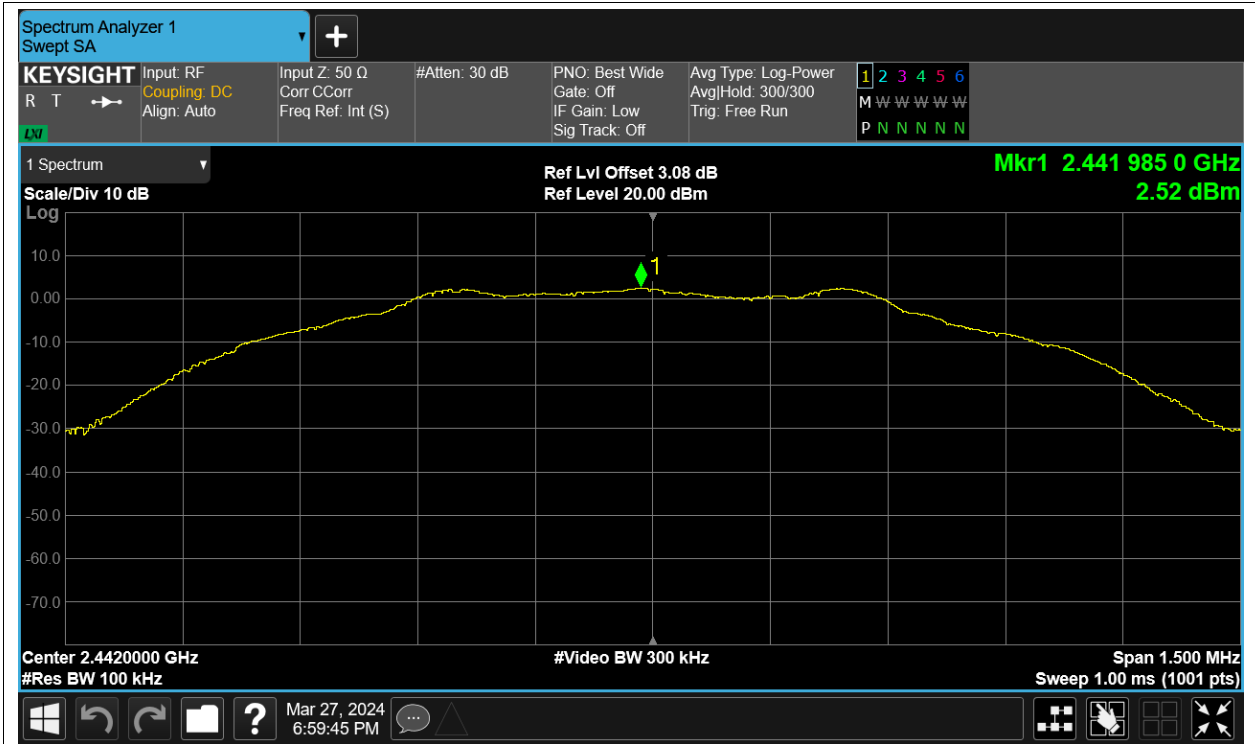 Spectrum Analyzer 1
Swept SA
KEYSIGHT
R T
LXI
Input: RF
Coupling: DC
Align: Auto
Input Z: 50 Ω
Corr CCorr
Freq Ref: Int (S)
#Atten: 30 dB
PNO: Best Wide
Gate: Off
IF Gain: Low
Sig Track: Off
Avg Type: Log-Power
Avg|Hold: 300/300
Trig: Free Run
1 2 3 4 5 6
M W W W W W
P N N N N N
1 Spectrum
Scale/Div 10 dB
Log
Ref Lvl Offset 3.08 dB
Ref Level 20.00 dBm
Mkr1 2.441 985 0 GHz
2.52 dBm
10.0
0.00
-10.0
-20.0
-30.0
-40.0
-50.0
-60.0
-70.0
1
Center 2.4420000 GHz
#Res BW 100 kHz
#Video BW 300 kHz
Span 1.500 MHz
Sweep 1.00 ms (1001 pts)
?
Mar 27, 2024
6:59:45 PM